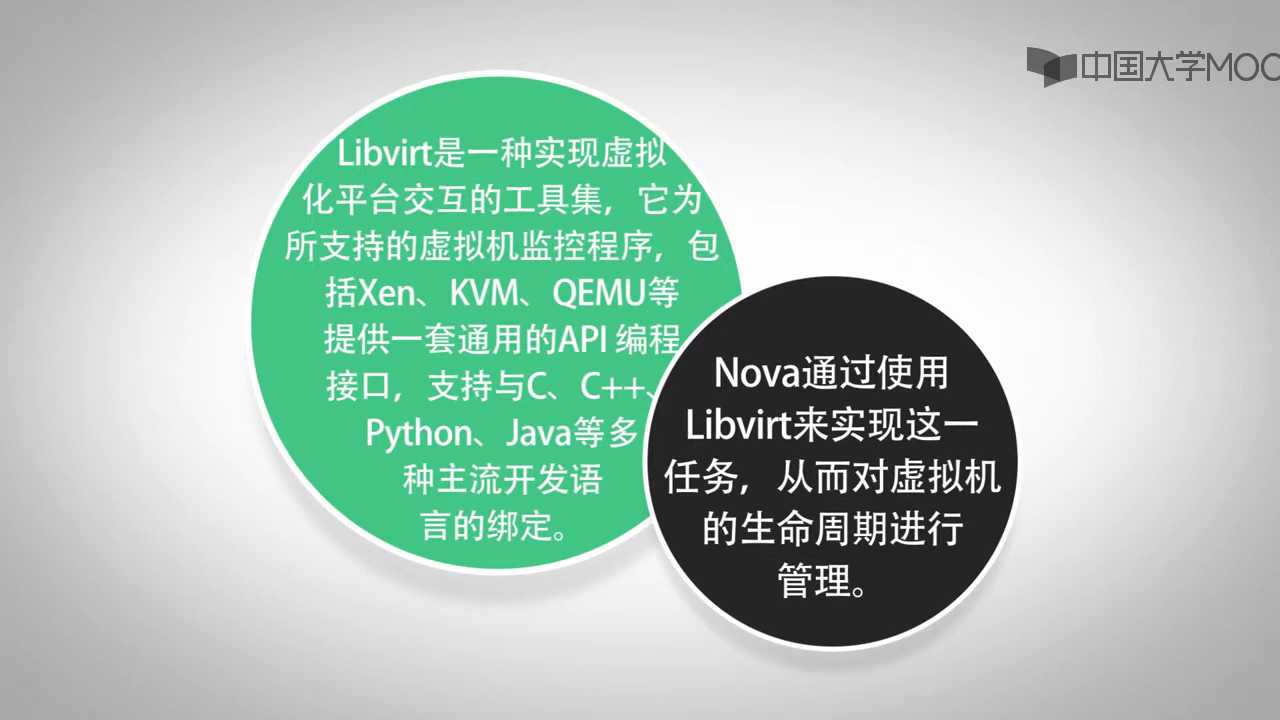 中国大学MOO
Libvirt是一种实现虚拟
化平台交互的工具集，它为
所支持的虚拟机监控程序，包
括Xen、KVM、QEMU等
提供一套通用的API 编程
接口，支持与C、C++、
Python、Java等多
种主流开发语
言的绑定。
Nova通过使用
Libvirt来实现这一
任务，从而对虚拟机
的生命周期进行
管理。